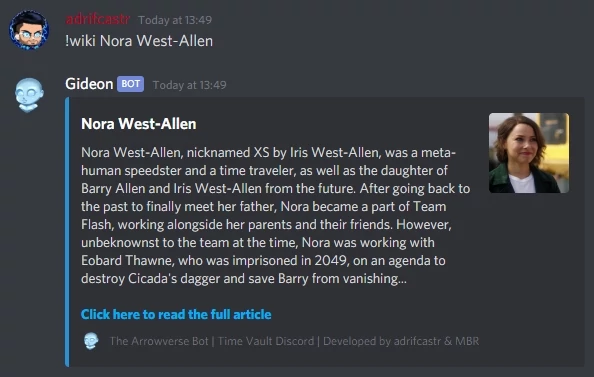 adrifcastr Today at 13:49
!wiki Nora West-Allen
Gideon BOT Today at 13:49
Nora West-Allen
Nora West-Allen, nicknamed XS by Iris West-Allen, was a meta-
human speedster and a time traveler, as well as the daughter of
Barry Allen and Iris West-Allen from the future. After going back to
the past to finally meet her father, Nora became a part of Team
Flash, working alongside her parents and their friends. However,
unbeknownst to the team at the time, Nora was working with
Eobard Thawne, who was imprisoned in 2049, on an agenda to
destroy Cicada's dagger and save Barry from vanishing...
Click here to read the full article
The Arrowverse Bot | Time Vault Discord | Developed by adrifcastr & MBR